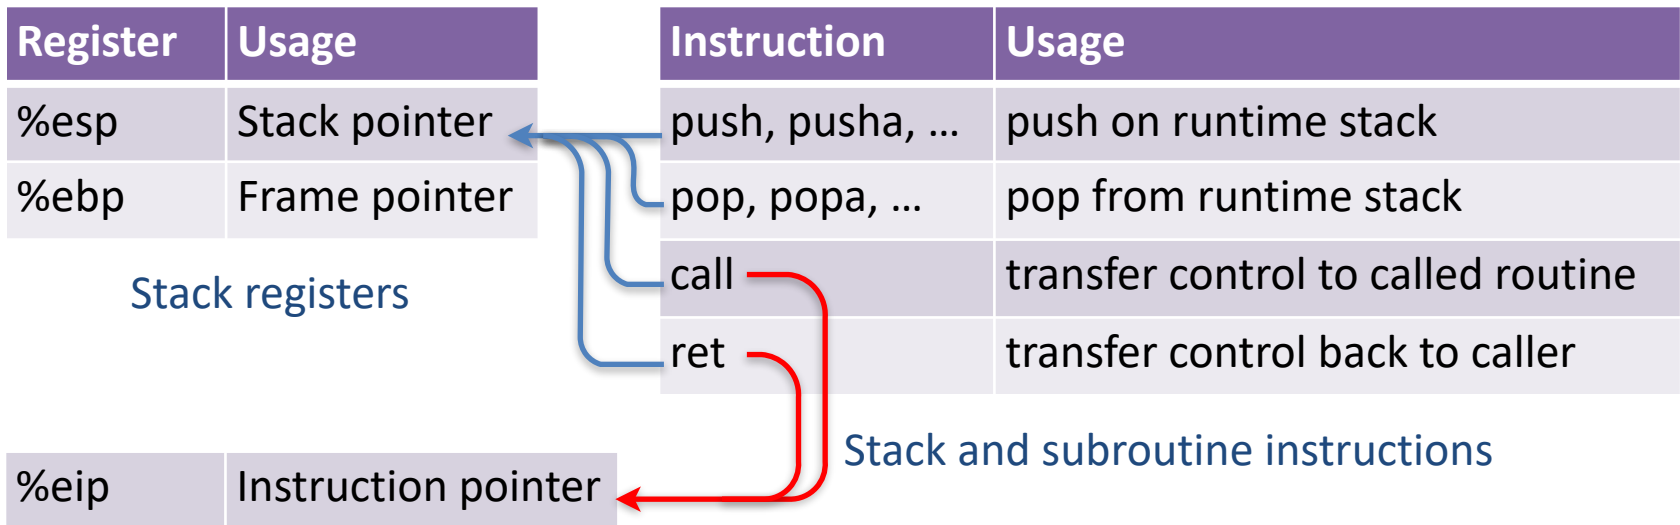 Register Usage
%esp Stack pointer
%ebp Frame pointer
Stack registers
%eip Instruction pointer
Instruction Usage
push, pusha, … push on runtime stack
pop, popa, … pop from runtime stack
call transfer control to called routine
ret transfer control back to caller
Stack and subroutine instructions